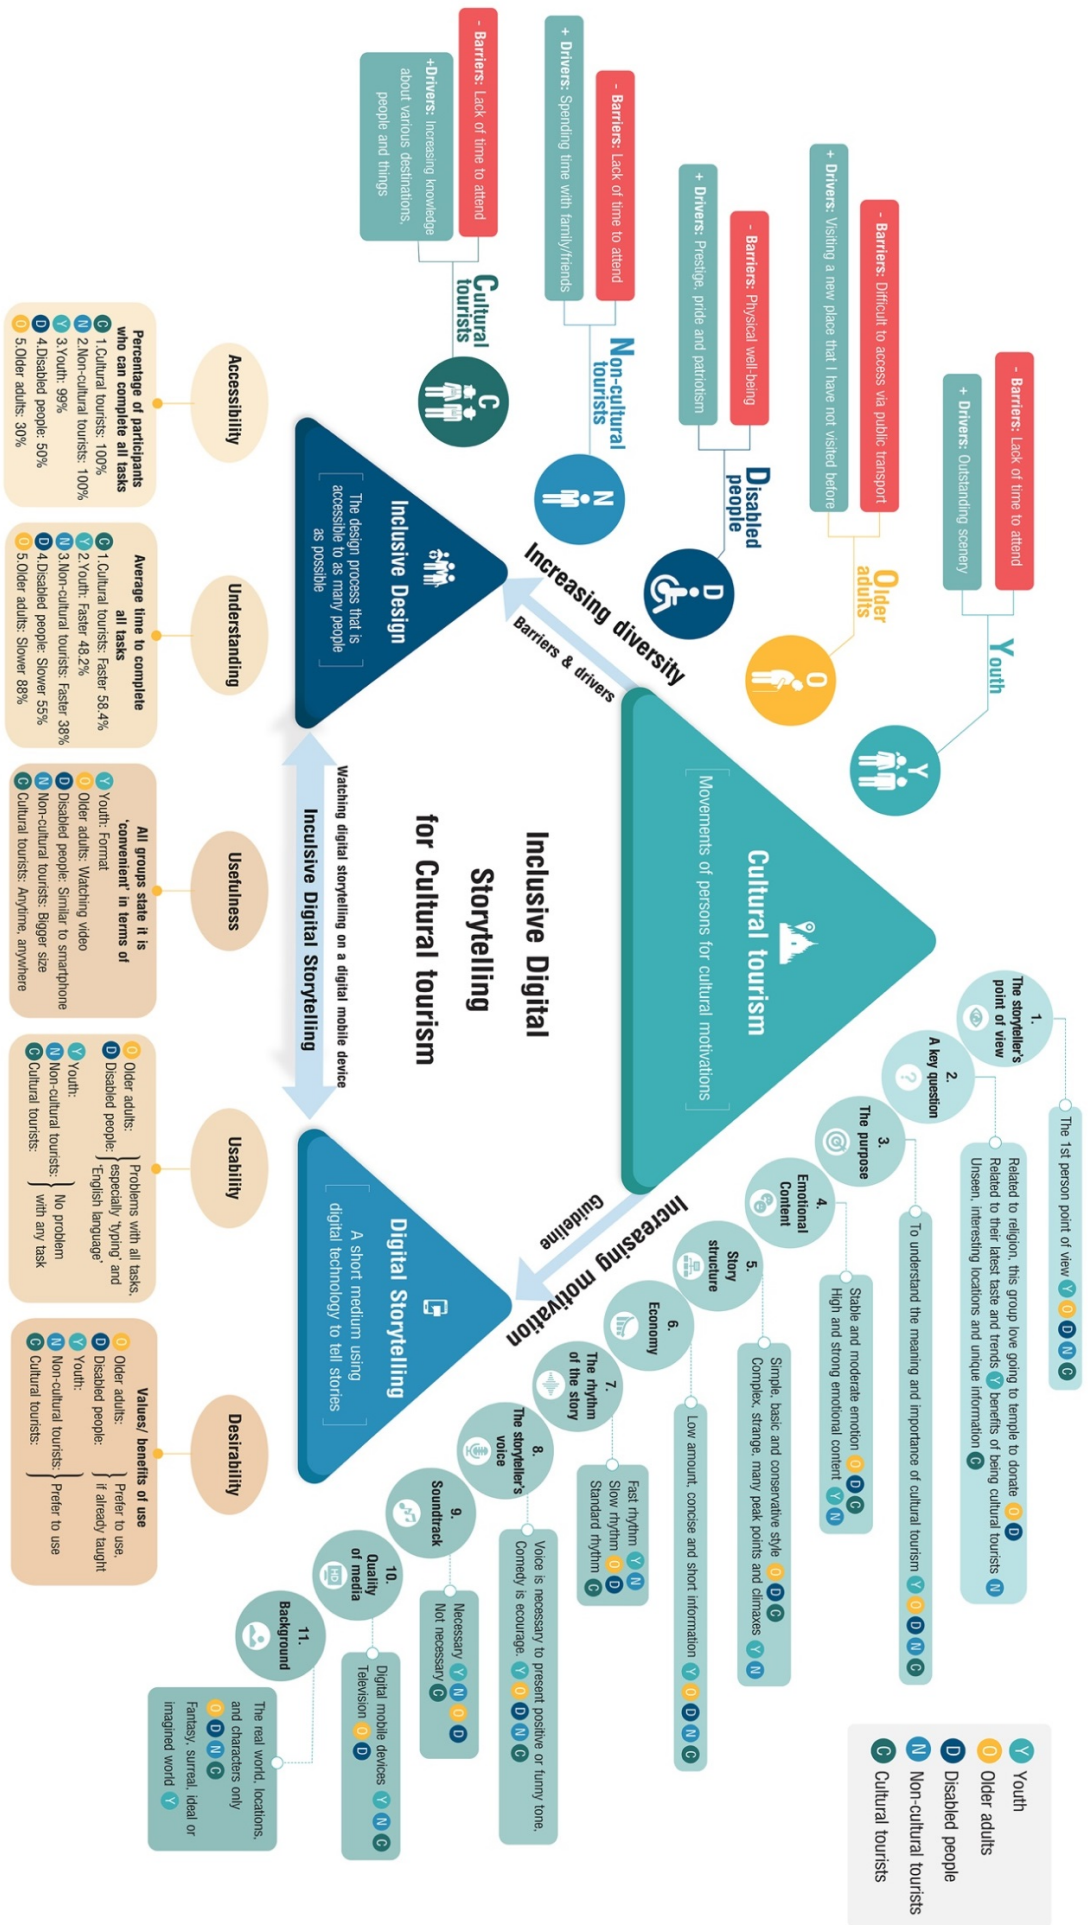 Y Youth
O Older adults
D Disabled people
N Non-cultural tourists
C Cultural tourists
- Barriers: Lack of time to attend
+ Drivers: Outstanding scenery
Youth
Y
- Barriers: Difficult to access via public transport
+ Drivers: Visiting a new place that I have not visited before
Older
adults
O
- Barriers: Physical well-being
+ Drivers: Prestige, pride and patriotism
Disabled
people
D
- Barriers: Lack of time to attend
+ Drivers: Spending time with family/friends
Non-cultural
tourists
N
- Barriers: Lack of time to attend
+Drivers: Increasing knowledge
about various destinations,
people and things
Cultural
tourists
C
Cultural tourism
[ Movements of persons for cultural motivations ]
Increasing diversity
Barriers & drivers
Increasing motivation
Guideline
Inclusive Digital
Storytelling
for Cultural tourism
Inclusive Design
[ The design process that is
accessible to as many people
as possible ]
Watching digital storytelling on a digital mobile device
Inculsive Digital Storytelling
Digital Storytelling
[ A short medium using
digital technology to tell stories ]
1.
The storyteller's
point of view
The 1st person point of view Y O D N C
2.
A key question
Related to religion, this group love going to temple to donate O D
Related to their latest taste and trends Y benefits of being cultural tourists N
Unseen, interesting locations and unique information C
3.
The purpose
To understand the meaning and importance of cultural tourism Y O D N C
4.
Emotional
Content
Stable and moderate emotion O D C
High and strong emotional content Y N
5.
Story
structure
Simple, basic and conservative style O D C
Complex, strange, many peak points and climaxes Y N
6.
Economy
Low amount, concise and short information Y O D N C
7.
The rhythm
of the story
Fast rhythm Y N
Slow rhythm O D
Standard rhythm C
8.
The storyteller's
voice
Voice is necessary to present positive or funny tone,
Comedy is ecourage. Y O D N C
9.
Soundtrack
Necessary Y N O D
Not necessary C
10.
Quality
of media
HD
Digital mobile devices Y N C
Television O D
11.
Background
The real world, locations,
and characters only
O D N C
Fantasy, surreal, ideal or
imagined world Y
Accessibility
Percentage of participants
who can complete all tasks
C 1.Cultural tourists: 100%
N 2.Non-cultural tourists: 100%
Y 3.Youth: 99%
D 4.Disabled people: 50%
O 5.Older adults: 30%
Understanding
Average time to complete
all tasks
C 1.Cultural tourists: Faster 58.4%
Y 2.Youth: Faster 48.2%
N 3.Non-cultural tourists: Faster 38%
D 4.Disabled people: Slower 55%
O 5.Older adults: Slower 88%
Usefulness
All groups state it is
'convenient' in terms of
Y Youth: Format
O Older adults: Watching video
D Disabled people: Similar to smartphone
N Non-cultural tourists: Bigger size
C Cultural tourists: Anytime, anywhere
Usability
O Older adults:
D Disabled people:
Problems with all tasks,
especially 'typing' and
'English language'
Y Youth:
N Non-cultural tourists:
C Cultural tourists:
No problem
with any task
Desirability
Values/ benefits of use
O Older adults:
D Disabled people:
Prefer to use,
if already taught
Y Youth:
N Non-cultural tourists:
C Cultural tourists:
Prefer to use